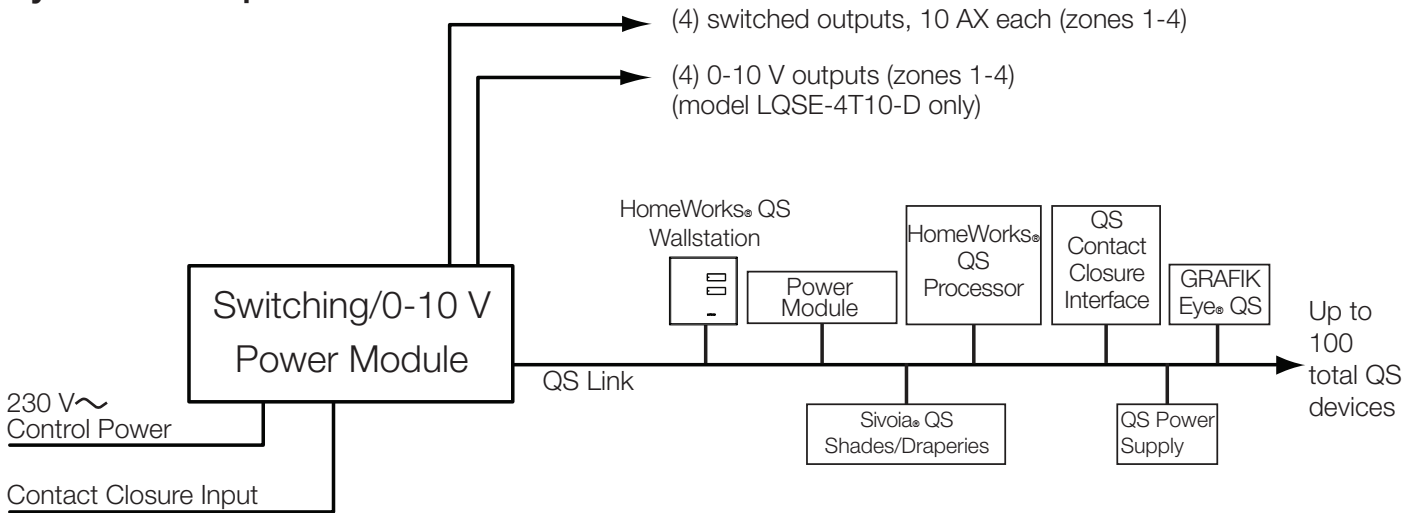 (4) switched outputs, 10 AX each (zones 1-4)
(4) 0-10 V outputs (zones 1-4)
(model LQSE-4T10-D only)
HomeWorks® QS
Wallstation
Power
Module
HomeWorks®
QS
Processor
QS
Contact
Closure
Interface
GRAFIK
Eye® QS
Up to
100
total QS
devices
Switching/0-10 V
Power Module
QS Link
230 V~
Control Power
Contact Closure Input
Sivoia® QS
Shades/Draperies
QS Power
Supply